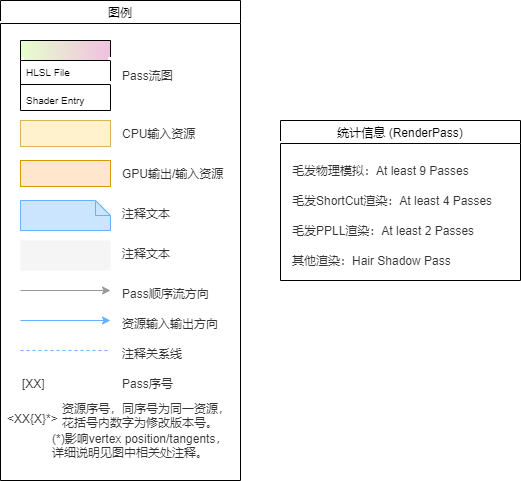 图例
HLSL File
Shader Entry
Pass流图
CPU输入资源
GPU输出/输入资源
注释文本
注释文本
Pass顺序流方向
资源输入输出方向
注释关系线
[XX]
Pass序号
<XX{X}*>
资源序号，同序号为同一资源，
花括号内数字为修改版本号。
(*)影响vertex position/tangents，
详细说明见图中相关处注释。
统计信息 (RenderPass)
毛发物理模拟：At least 9 Passes
毛发ShortCut渲染：At least 4 Passes
毛发PPLL渲染：At least 2 Passes
其他渲染：Hair Shadow Pass